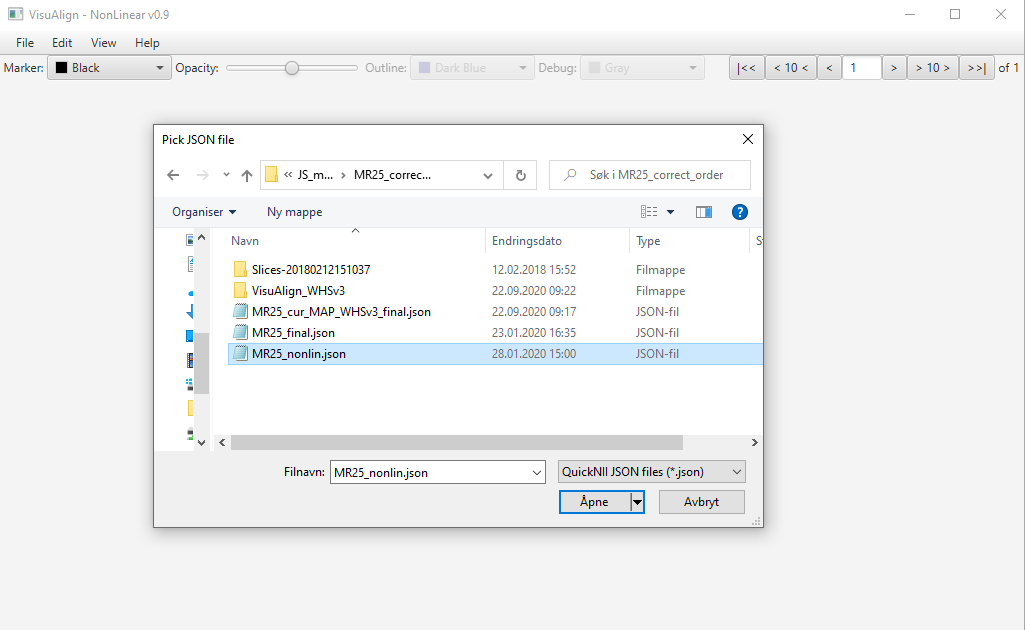 VisuAlign - NonLinear v0.9
File Edit View Help
Marker: Black Opacity: Outline: Dark Blue Debug: Gray |<< < 10 < < 1 > > 10 > >>| of 1
Pick JSON file
« JS_m... › MR25_correc... Søk i MR25_correct_order
Organiser Ny mappe ?
Navn Endringsdato Type S
Slices-20180212151037 12.02.2018 15:52 Filmappe
VisuAlign_WHSv3 22.09.2020 09:22 Filmappe
MR25_cur_MAP_WHSv3_final.json 22.09.2020 09:17 JSON-fil
MR25_final.json 23.01.2020 16:35 JSON-fil
MR25_nonlin.json 28.01.2020 15:00 JSON-fil
Filnavn: MR25_nonlin.json QuickNII JSON files (*.json)
Åpne Avbryt